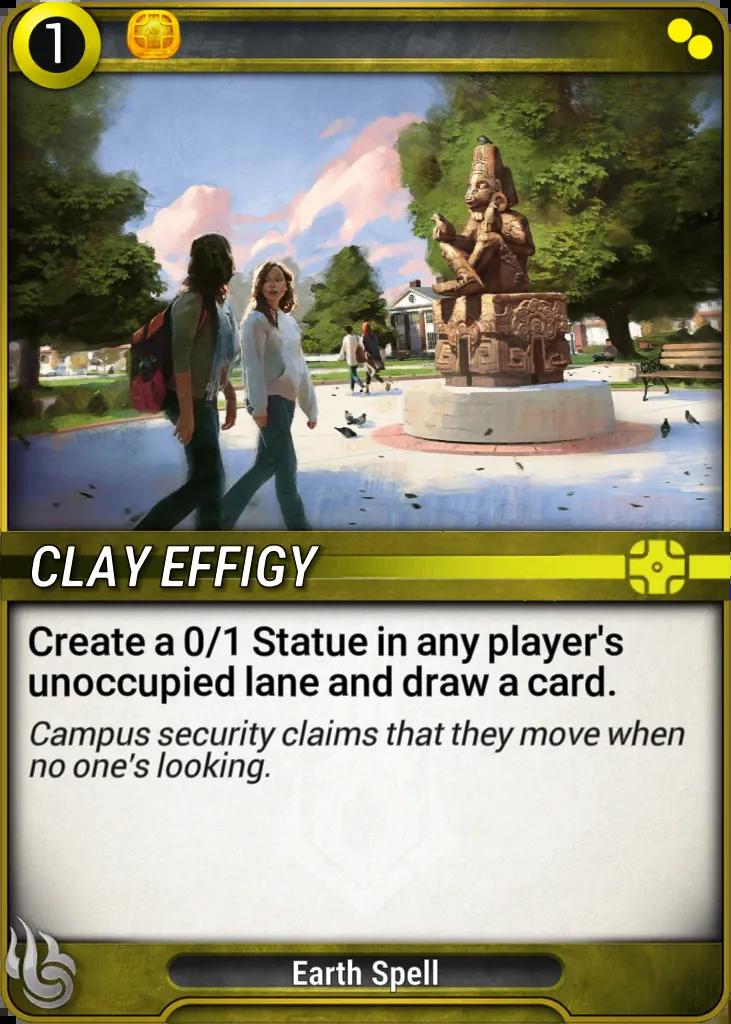 1
CLAY EFFIGY
Create a 0/1 Statue in any player's
unoccupied lane and draw a card.
Campus security claims that they move when
no one's looking.
Earth Spell